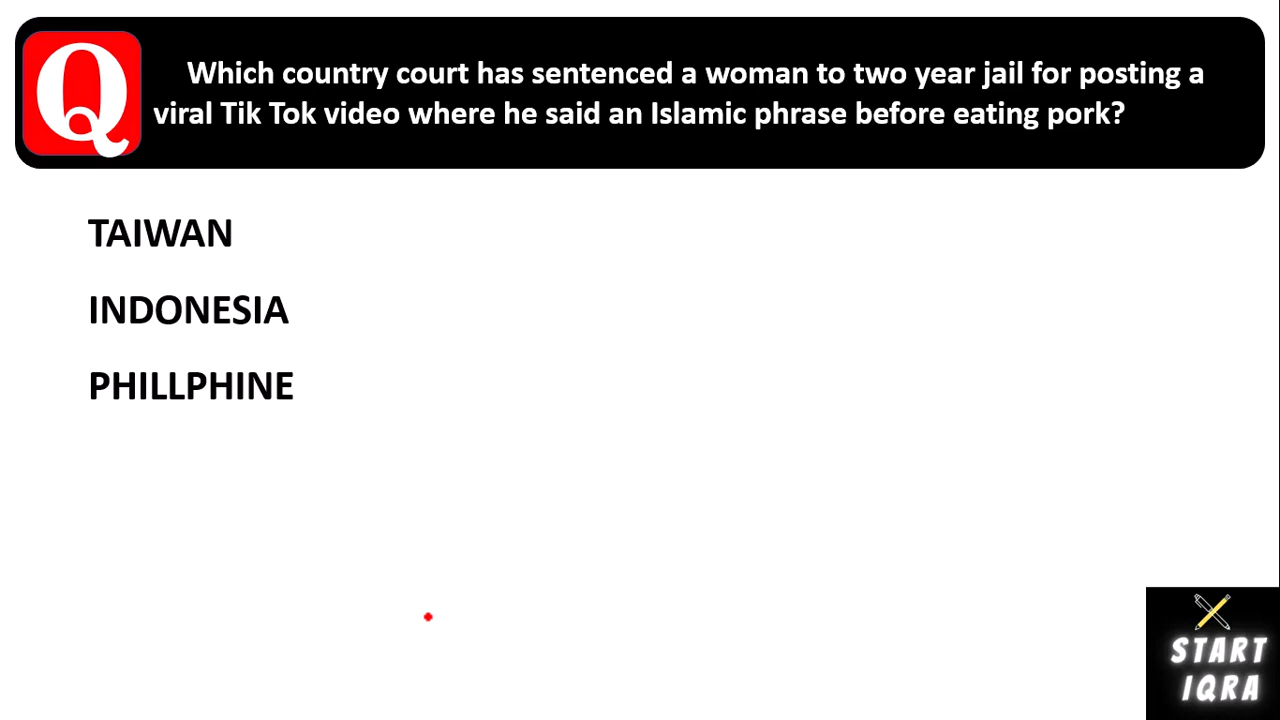 Q
Which country court has sentenced a woman to two year jail for posting a
viral Tik Tok video where he said an Islamic phrase before eating pork?
TAIWAN
INDONESIA
PHILLPHINE
START
IQRA